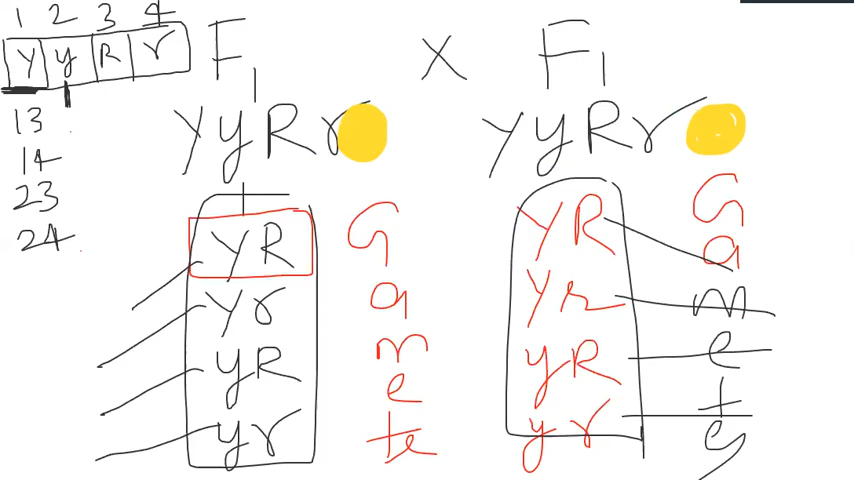 1 2 3 4
Y y R r
13
14
23
24
F1 X F1
YyRr YyRr
YR YR
Yr Yr
yR yR
yr yr
Gamete
Gametes